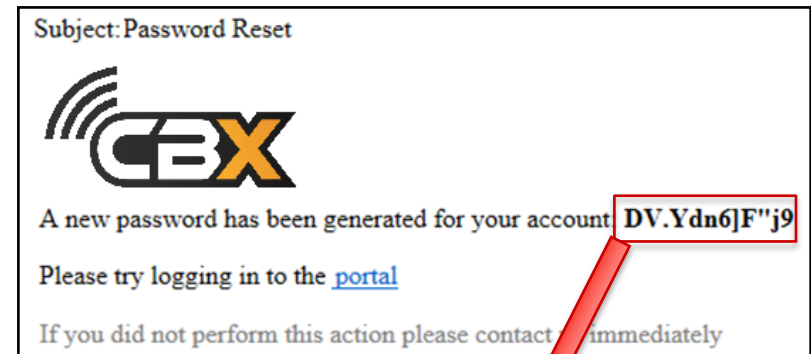 Subject: Password Reset
CBX
A new password has been generated for your account: DV.Ydn6]F"j9
Please try logging in to the portal
If you did not perform this action please contact immediately